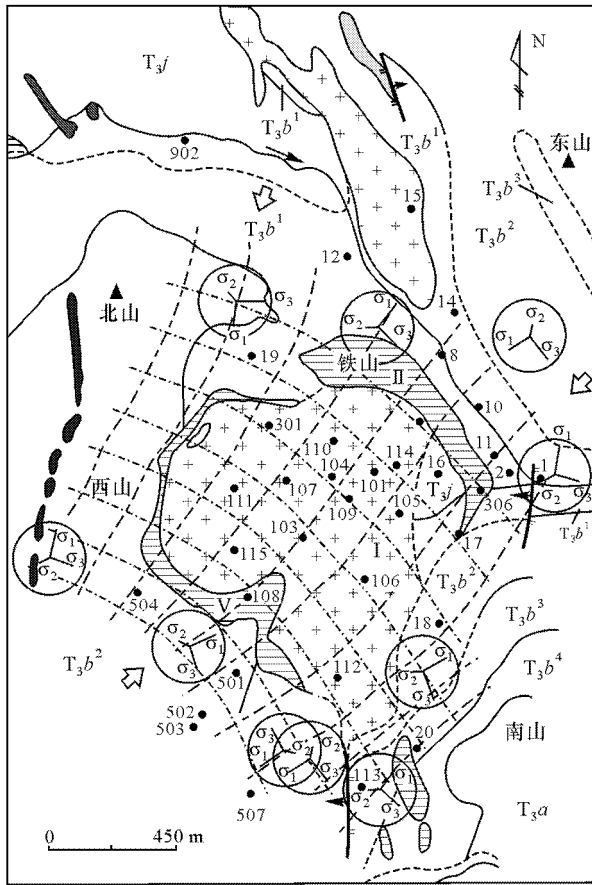 T₃j
N
T₃b¹
T₃b¹
东山
902
T₃b³
15
T₃b²
T₃b¹
12
σ₂
σ₃
σ₁
北山
σ₁
σ₂
σ₃
14
σ₂
σ₁
σ₃
19
铁山
8
II
10
301
110
11
σ₁
114
16
2
1
104
101
西山
107
111
T₃j
306
σ₂
σ₃
109
105
T₃b¹
103
17
115
I
σ₁
σ₃
σ₂
T₃b²
106
504
V
108
T₃b³
18
σ₂
σ₁
σ₃
T₃b²
T₃b⁴
σ₁
σ₂
σ₃
501
112
502
503
20
南山
σ₃
σ₂
σ₁
σ₂
σ₁
σ₃
113
σ₁
σ₂
σ₃
507
T₃a
0
450 m